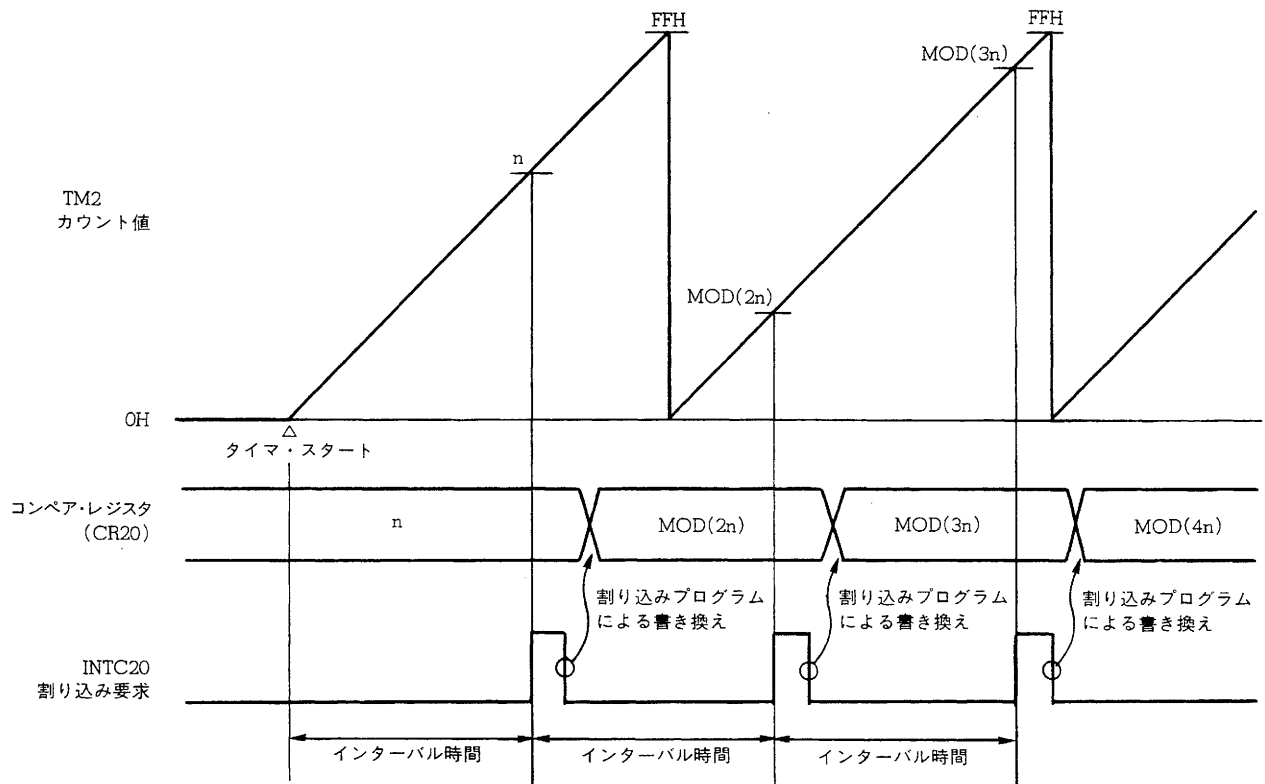 FFH
FFH
MOD(3n)
n
TM2
カウント値
MOD(2n)
0H
タイマ・スタート
コンペア・レジスタ
(CR20)
n
MOD(2n)
MOD(3n)
MOD(4n)
割り込みプログラム
による書き換え
割り込みプログラム
による書き換え
割り込みプログラム
による書き換え
INTC20
割り込み要求
インターバル時間
インターバル時間
インターバル時間